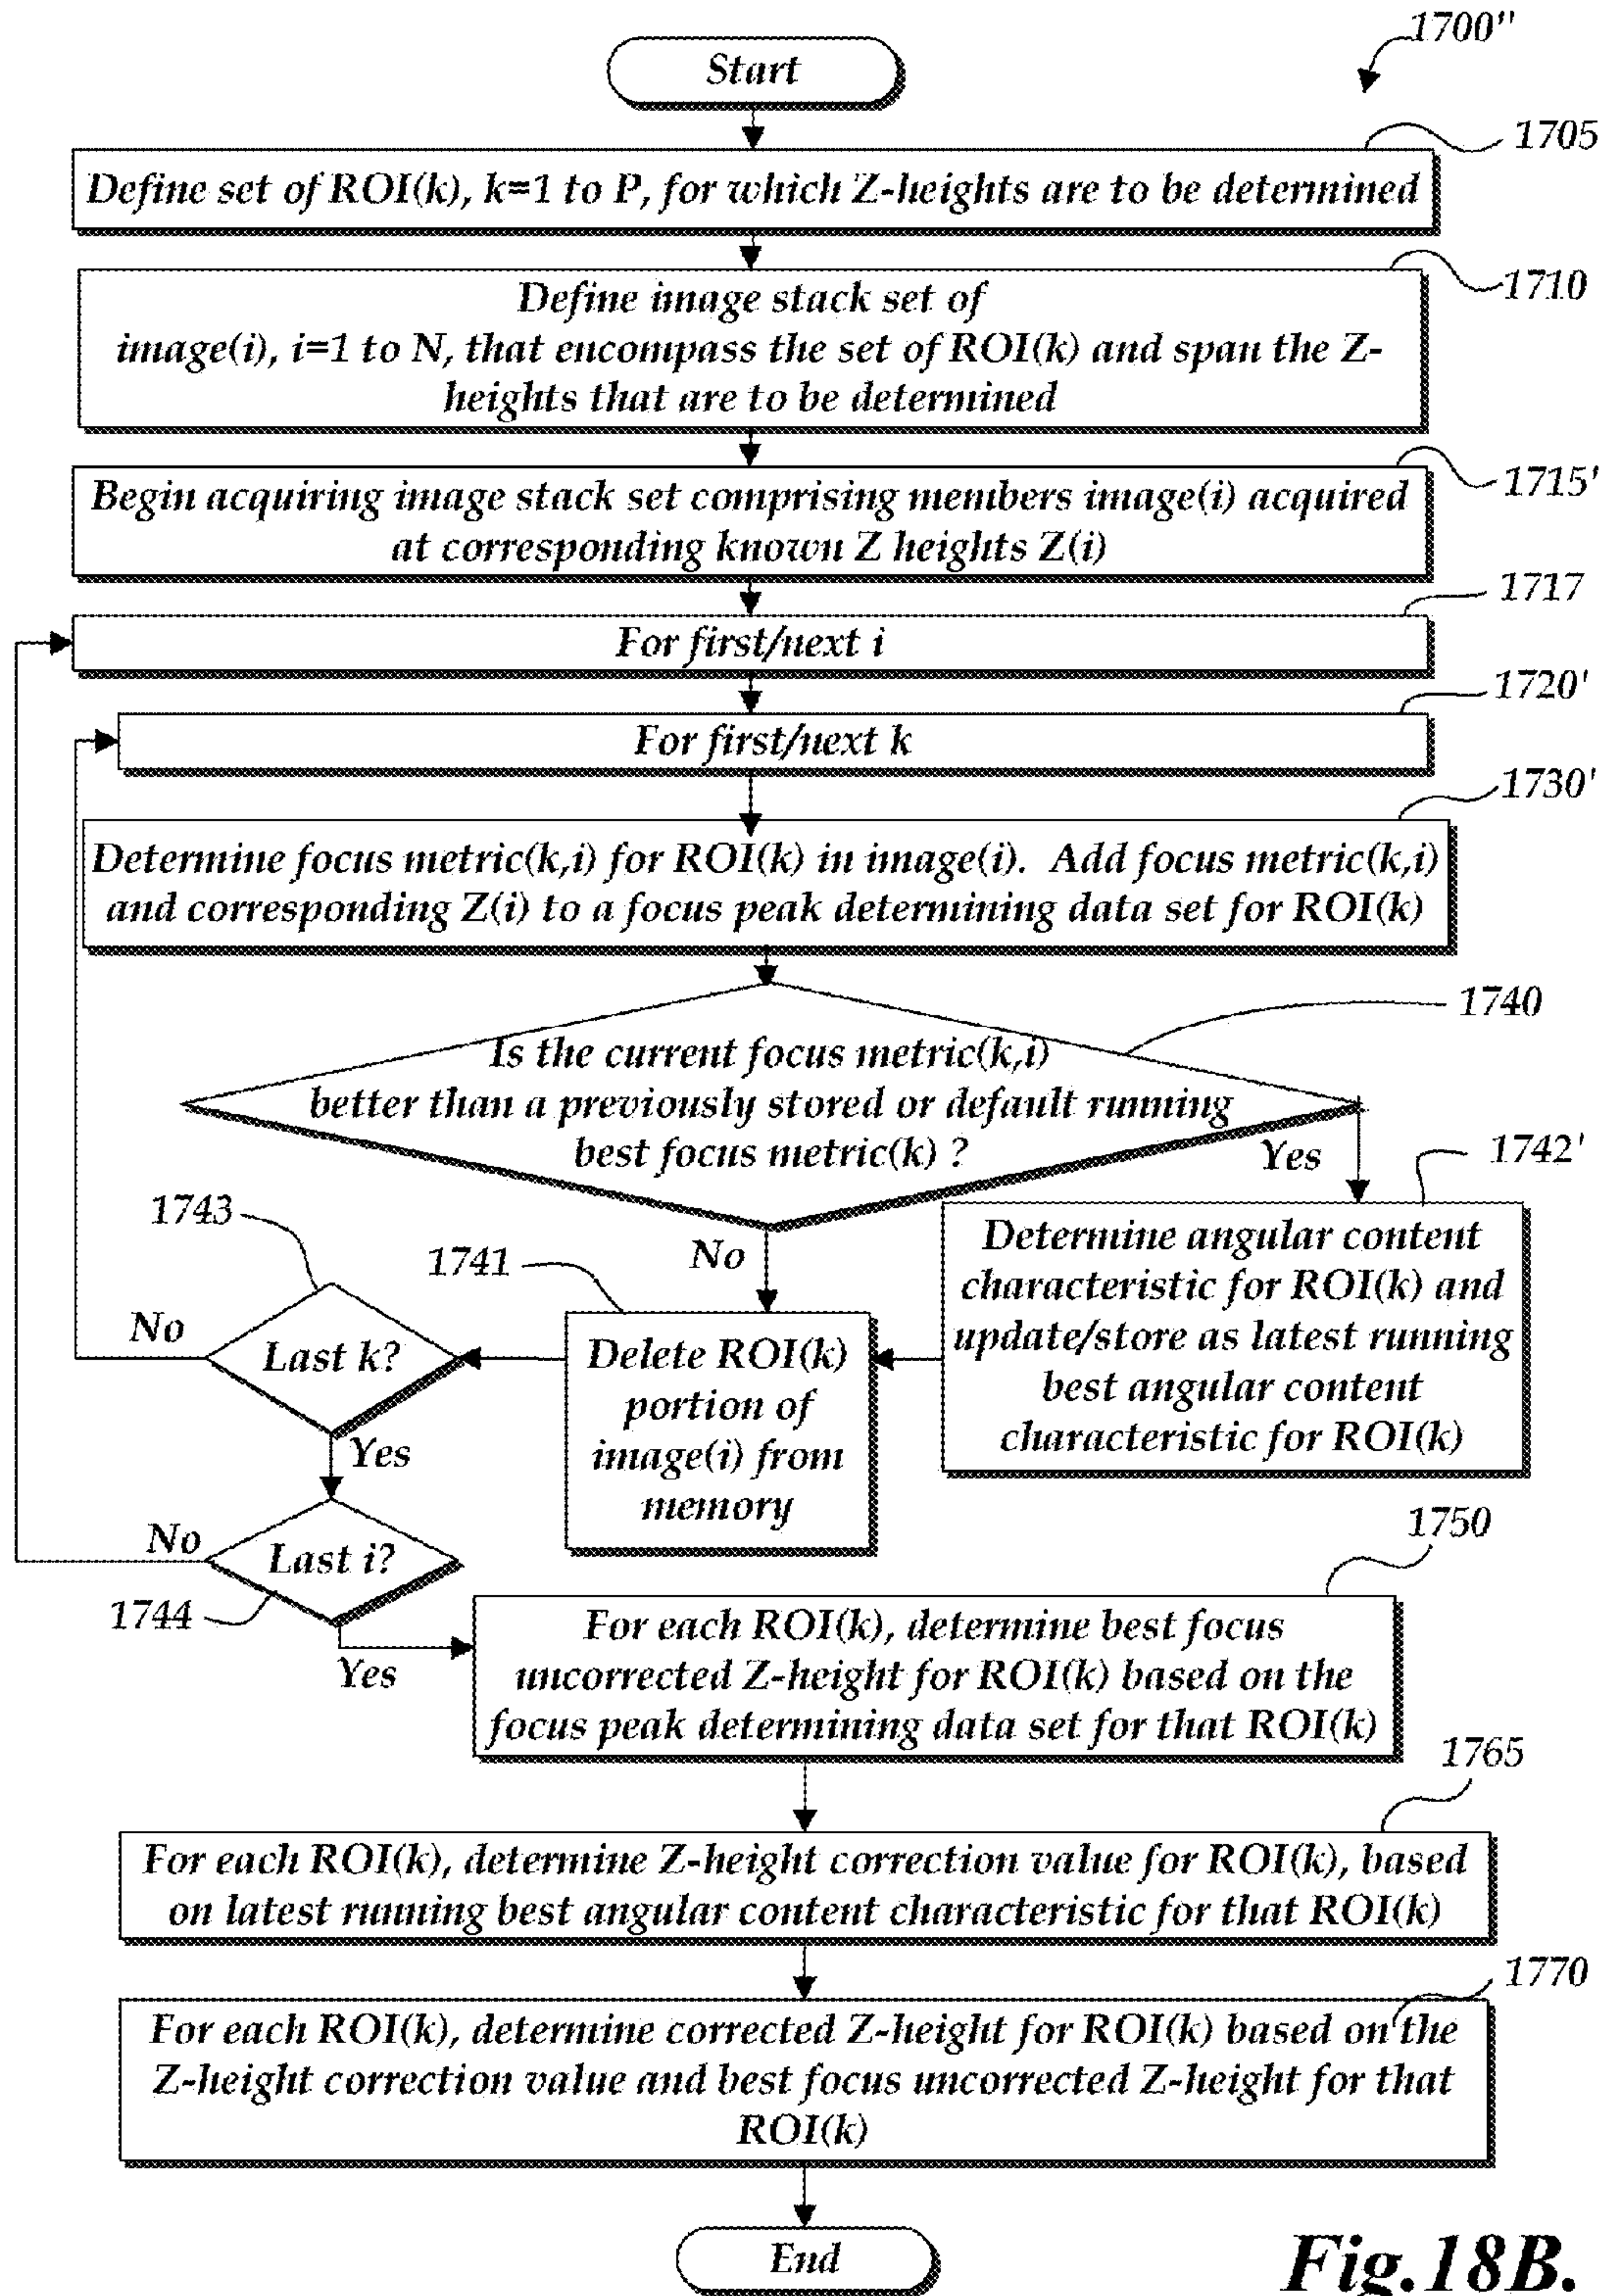 1700"
Start
1705
Define set of ROI(k), k=1 to P, for which Z-heights are to be determined
1710
Define image stack set of
image(i), i=1 to N, that encompass the set of ROI(k) and span the Z-
heights that are to be determined
1715'
Begin acquiring image stack set comprising members image(i) acquired
at corresponding known Z heights Z(i)
1717
For first/next i
1720'
For first/next k
1730'
Determine focus metric(k,i) for ROI(k) in image(i). Add focus metric(k,i)
and corresponding Z(i) to a focus peak determining data set for ROI(k)
1740
Is the current focus metric(k,i)
better than a previously stored or default running
best focus metric(k) ?
Yes
1742'
No
1743
1741
Determine angular content
characteristic for ROI(k) and
update/store as latest running
best angular content
characteristic for ROI(k)
Delete ROI(k)
portion of
image(i) from
memory
No
Last k?
Yes
No
Last i?
1744
Yes
1750
For each ROI(k), determine best focus
uncorrected Z-height for ROI(k) based on the
focus peak determining data set for that ROI(k)
1765
For each ROI(k), determine Z-height correction value for ROI(k), based
on latest running best angular content characteristic for that ROI(k)
1770
For each ROI(k), determine corrected Z-height for ROI(k) based on the
Z-height correction value and best focus uncorrected Z-height for that
ROI(k)
End
Fig.18B.